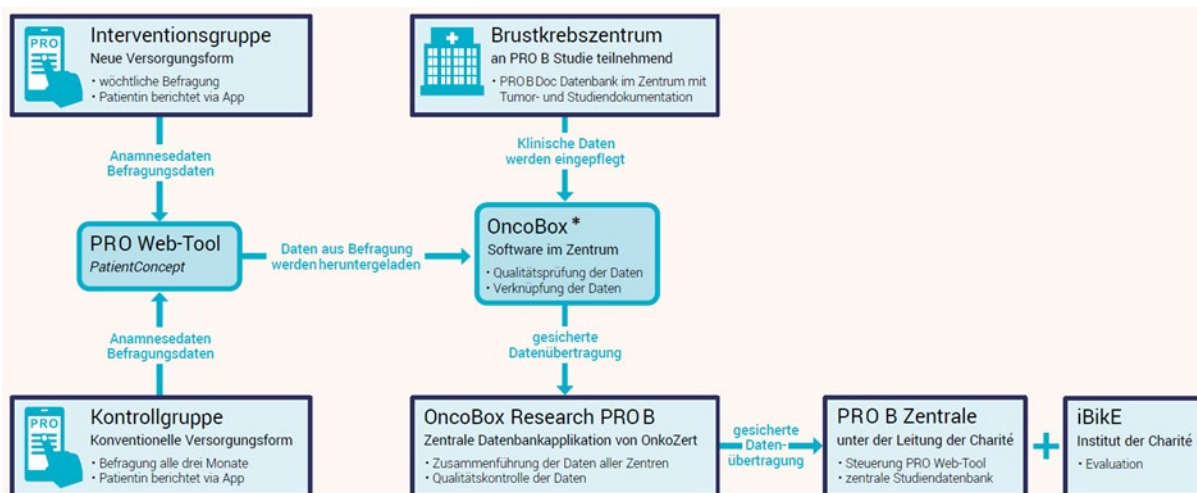 PRO
Interventionsgruppe
Neue Versorgungsform
• wöchtliche Befragung
• Patientin berichtet via App
Brustkrebszentrum
an PRO B Studie teilnehmend
• PROBDoc Datenbank im Zentrum mit
Tumor- und Studiendokumentation
Anamnesedaten
Befragungsdaten
Klinische Daten
werden eingepflegt
PRO Web-Tool
PatientConcept
Daten aus Befragung
werden heruntergeladen
OncoBox *
Software im Zentrum
• Qualitätsprüfung der Daten
• Verknüpfung der Daten
Anamnesedaten
Befragungsdaten
gesicherte
Datenübertragung
PRO
Kontrollgruppe
Konventionelle Versorgungsform
• Befragung alle drei Monate
• Patientin berichtet via App
OncoBox Research PRO B
Zentrale Datenbankapplikation von OnkoZert
• Zusammenführung der Daten aller Zentren
• Qualitätskontrolle der Daten
gesicherte
Daten-
übertragung
PRO B Zentrale
unter der Leitung der Charité
• Steuerung PRO Web-Tool
• zentrale Studiendatenbank
iBikE
Institut der Charité
• Evaluation